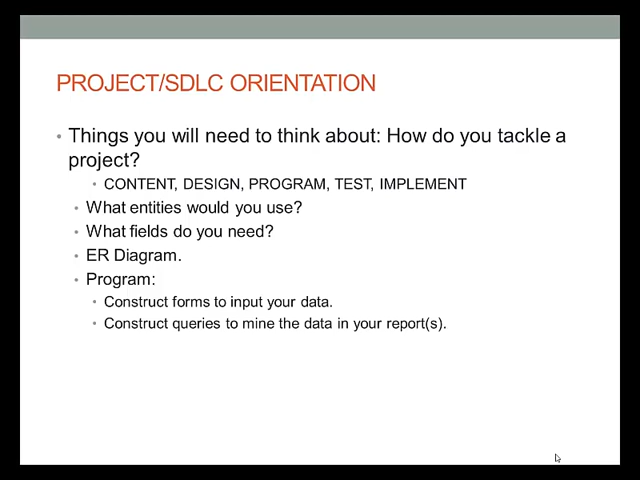 PROJECT/SDLC ORIENTATION
• Things you will need to think about: How do you tackle a
project?
• CONTENT, DESIGN, PROGRAM, TEST, IMPLEMENT
• What entities would you use?
• What fields do you need?
• ER Diagram.
• Program:
• Construct forms to input your data.
• Construct queries to mine the data in your report(s).